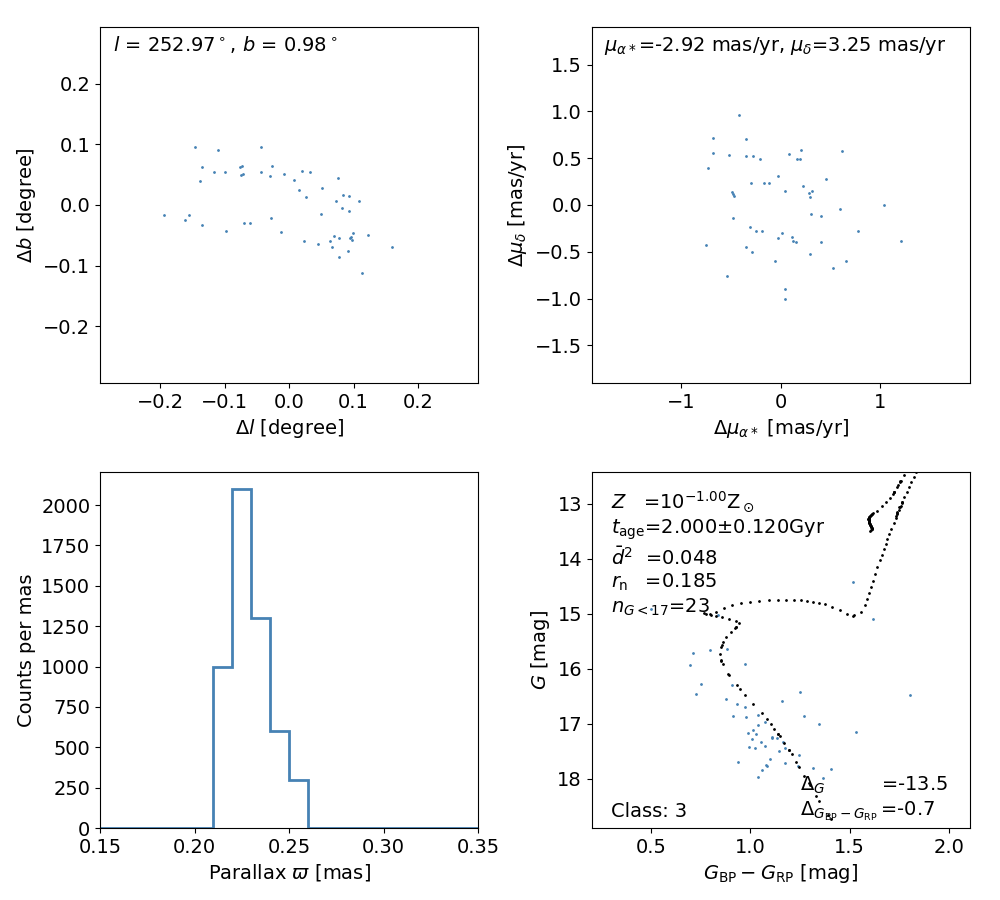 l = 252.97°, b = 0.98°
0.2
0.1
0.0
−0.1
−0.2
Δb [degree]
−0.2 −0.1 0.0 0.1 0.2
Δl [degree]
μα*=-2.92 mas/yr, μδ=3.25 mas/yr
1.5
1.0
0.5
0.0
−0.5
−1.0
−1.5
Δμδ [mas/yr]
−1 0 1
Δμα* [mas/yr]
2000
1750
1500
1250
1000
750
500
250
0
Counts per mas
0.15 0.20 0.25 0.30 0.35
Parallax ϖ [mas]
Z =10−1.00Z⊙
tage=2.000±0.120Gyr
d̄2 =0.048
rn =0.185
nG<17=23
13
14
15
16
17
18
G [mag]
ΔG =-13.5
ΔGBP−GRP=-0.7
Class: 3
0.5 1.0 1.5 2.0
GBP − GRP [mag]